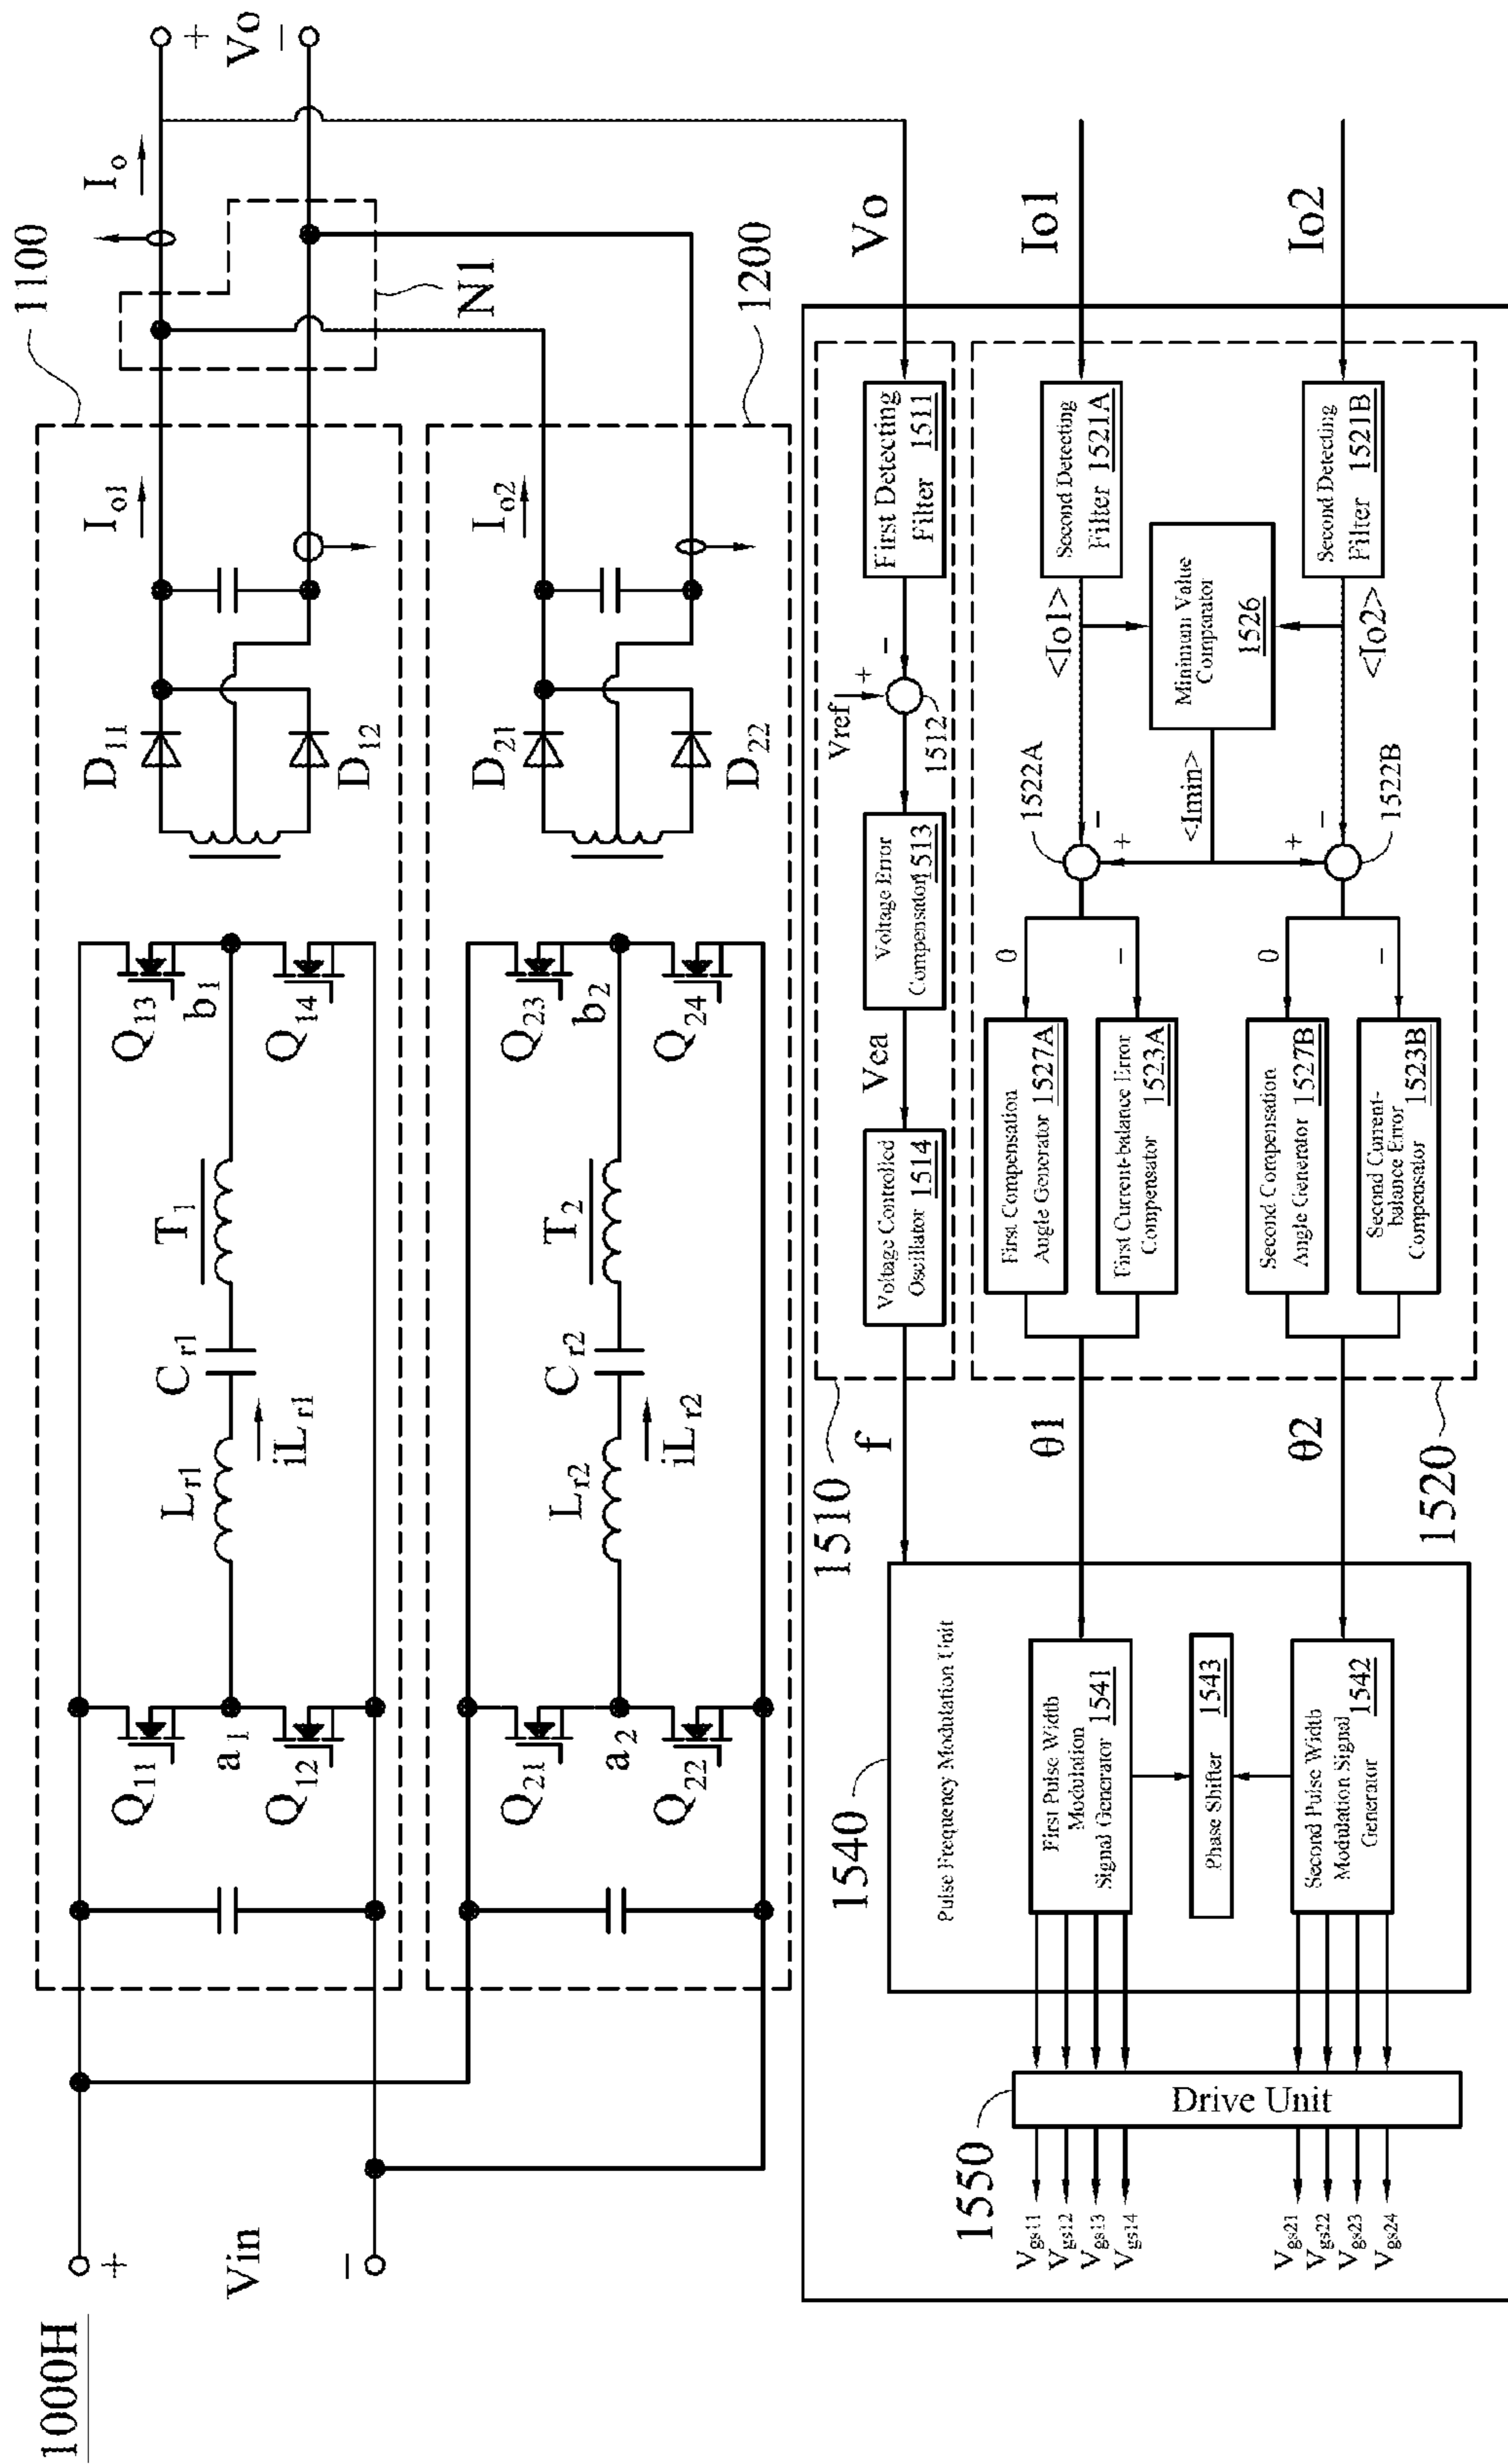 1000H
1100
Vin
+
−
Q11
a1
Q12
Lr1
iLr1
Cr1
T1
Q13
b1
Q14
D11
D12
Io1
Io
+
Vo
−
N1
1200
Q21
a2
Q22
Lr2
iLr2
Cr2
T2
Q23
b2
Q24
D21
D22
Io2
1510
f
Voltage Controlled
Oscillator 1514
Vca
Voltage Error
Compensator1513
Vref
+
−
1512
First Detecting
Filter 1511
Vo
1540
Pulse Frequency Modulation Unit
First Pulse Width
Modulation
Signal Generator 1541
Phase Shifter 1543
Second Pulse Width
Modulation Signal
Generator 1542
1550
Drive Unit
Vgs11
Vgs12
Vgs13
Vgs14
Vgs21
Vgs22
Vgs23
Vgs24
θ1
θ2
1520
First Compensation
Angle Generator 1527A
First Current-balance Error
Compensator 1523A
Second Compensation
Angle Generator 1527B
Second Current-
balance Error
Compensator 1523B
0
−
0
−
1522A
−
+
<Imin>
+
−
1522B
<Io1>
Minimum Value
Comparator
1526
<Io2>
Second Detecting
Filter 1521A
Second Detecting
Filter 1521B
Io1
Io2